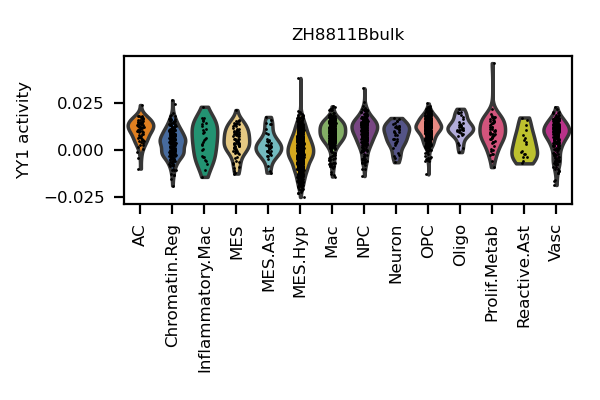 ZH8811Bbulk
YY1 activity
0.025
0.000
−0.025
AC
Chromatin.Reg
Inflammatory.Mac
MES
MES.Ast
MES.Hyp
Mac
NPC
Neuron
OPC
Oligo
Prolif.Metab
Reactive.Ast
Vasc